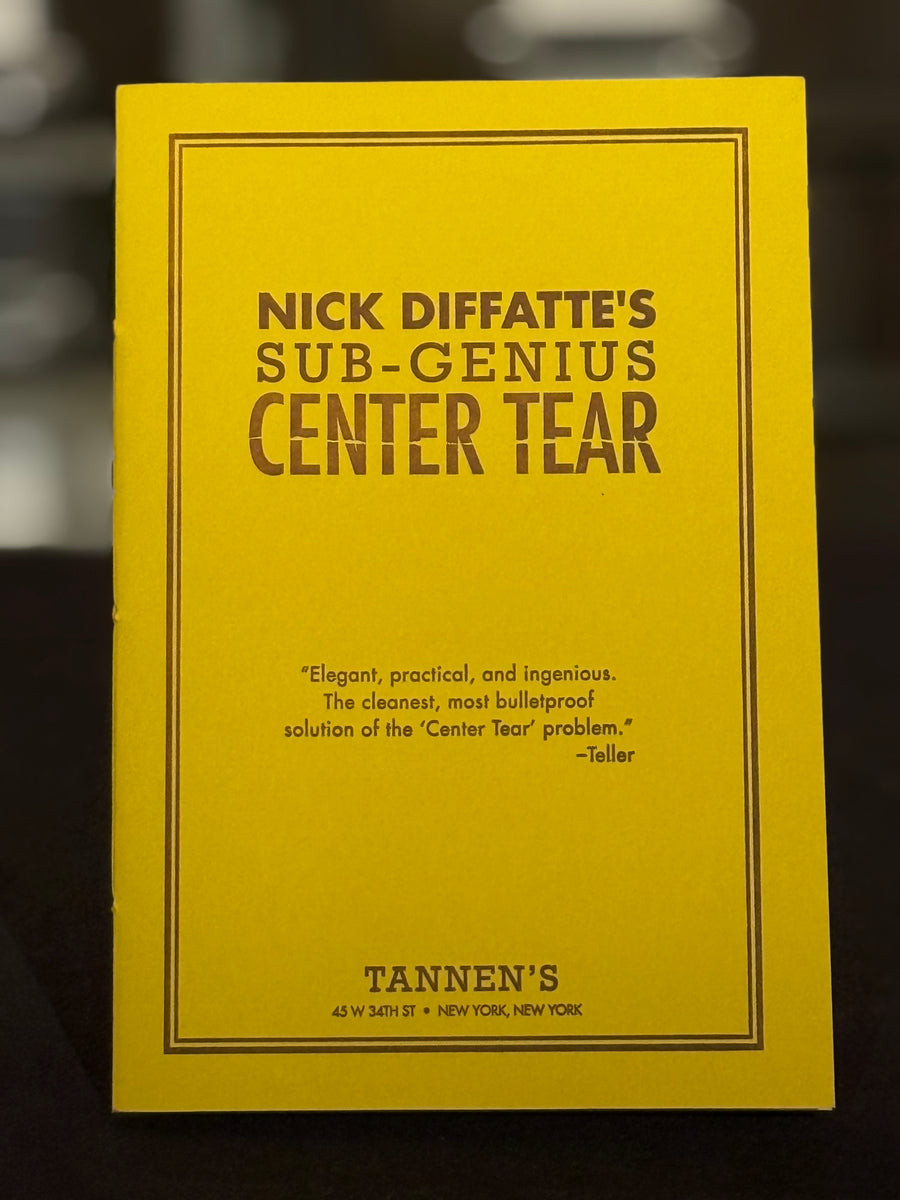 NICK DIFFATTE'S
SUB-GENIUS
CENTER TEAR
“Elegant, practical, and ingenious.
The cleanest, most bulletproof
solution of the ‘Center Tear’ problem.”
–Teller
TANNEN’S
45 W 34TH ST • NEW YORK, NEW YORK